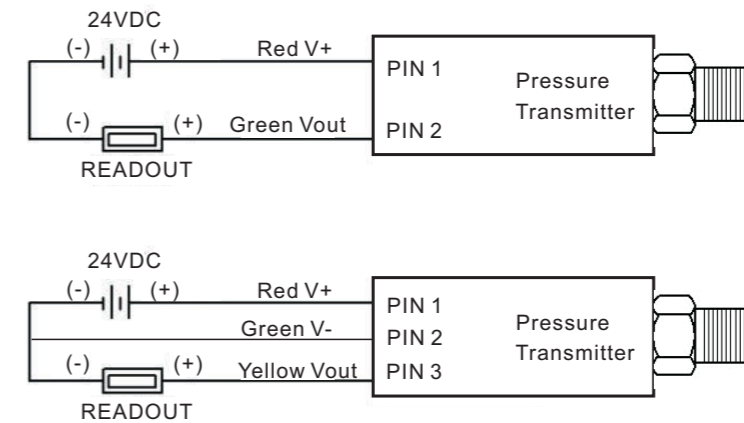 24VDC
(-) (+) Red V+
PIN 1
Pressure
Transmitter
(-) (+) Green Vout
PIN 2
READOUT
24VDC
(-) (+) Red V+
PIN 1
Green V-
PIN 2
Pressure
Transmitter
(-) (+) Yellow Vout
PIN 3
READOUT